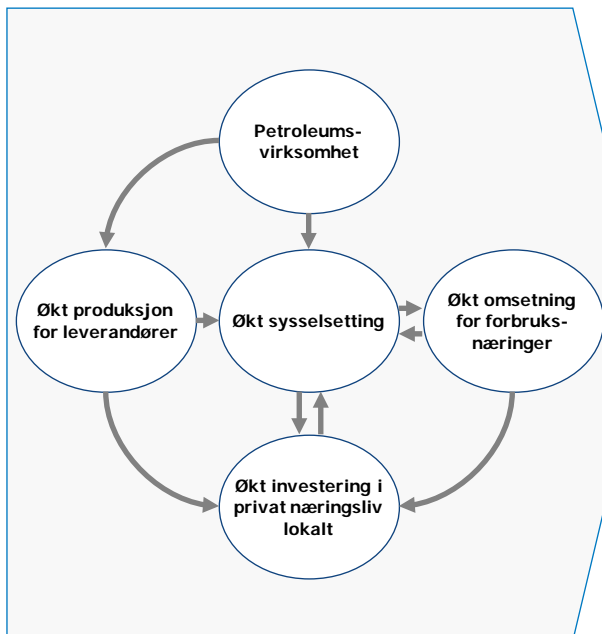 Petroleums-
virksomhet
Økt produksjon
for leverandører
Økt sysselsetting
Økt omsetning
for forbruks-
næringer
Økt investering i
privat næringsliv
lokalt